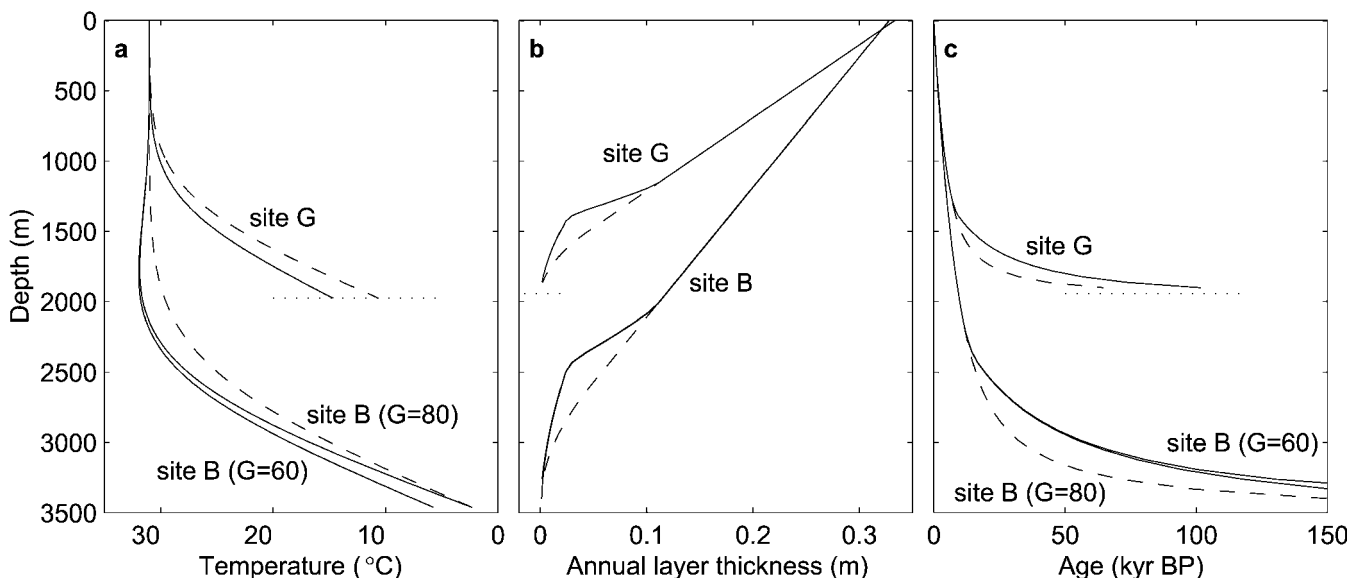 0
500
1000
1500
2000
2500
3000
3500
Depth (m)
a
site G
site B (G=80)
site B (G=60)
30
20
10
0
Temperature (°C)
b
site G
site B
0
0.1
0.2
0.3
Annual layer thickness (m)
c
site G
site B (G=60)
site B (G=80)
0
50
100
150
Age (kyr BP)